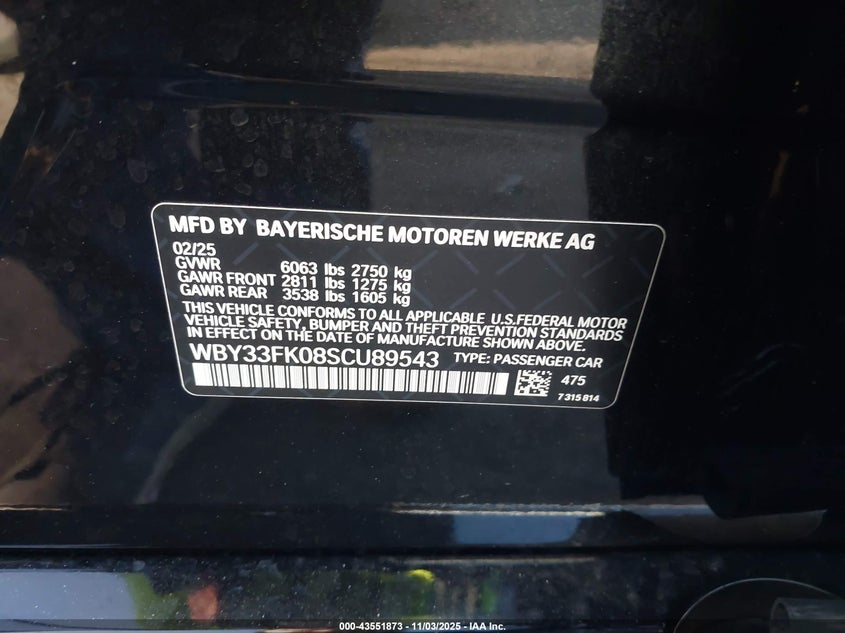 MFD BY BAYERISCHE MOTOREN WERKE AG
02/25
GVWR 6063 lbs 2750 kg
GAWR FRONT 2811 lbs 1275 kg
GAWR REAR 3538 lbs 1605 kg
THIS VEHICLE CONFORMS TO ALL APPLICABLE U.S.FEDERAL MOTOR
VEHICLE SAFETY, BUMPER AND THEFT PREVENTION STANDARDS
IN EFFECT ON THE DATE OF MANUFACTURE SHOWN ABOVE.
WBY33FK08SCU89543 TYPE: PASSENGER CAR
475
7 315 814
000-43551873 - 11/03/2025 - IAA Inc.